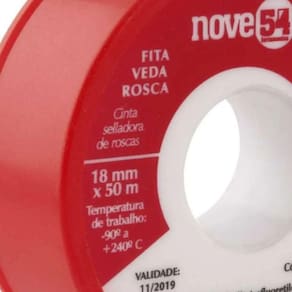 nove54
FITA
VEDA
ROSCA
Cinta
selladora
de roscas
18 mm
x 50 m
Temperatura
de trabalho:
-90º a
+240º C
VALIDADE:
11/2019